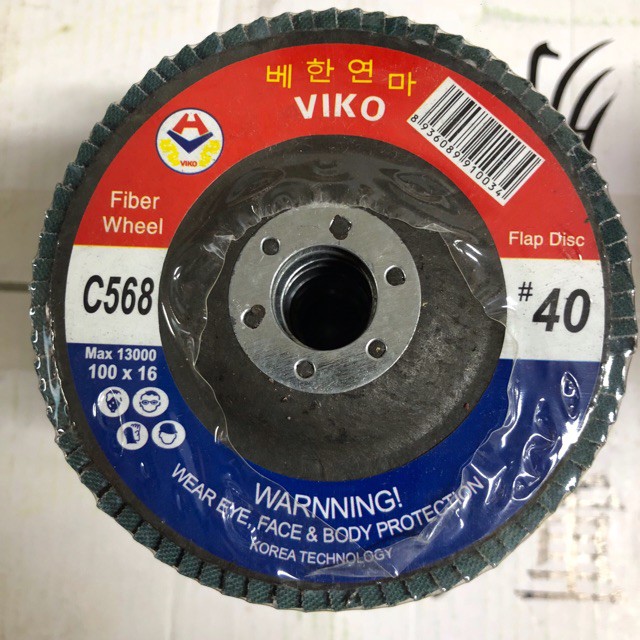 베한연마
VIKO
VIKO
8936089910034
Fiber
Wheel
Flap Disc
C568
#40
Max 13000
100 x 16
WARNNING!
WEAR EYE, FACE & BODY PROTECTION
KOREA TECHNOLOGY